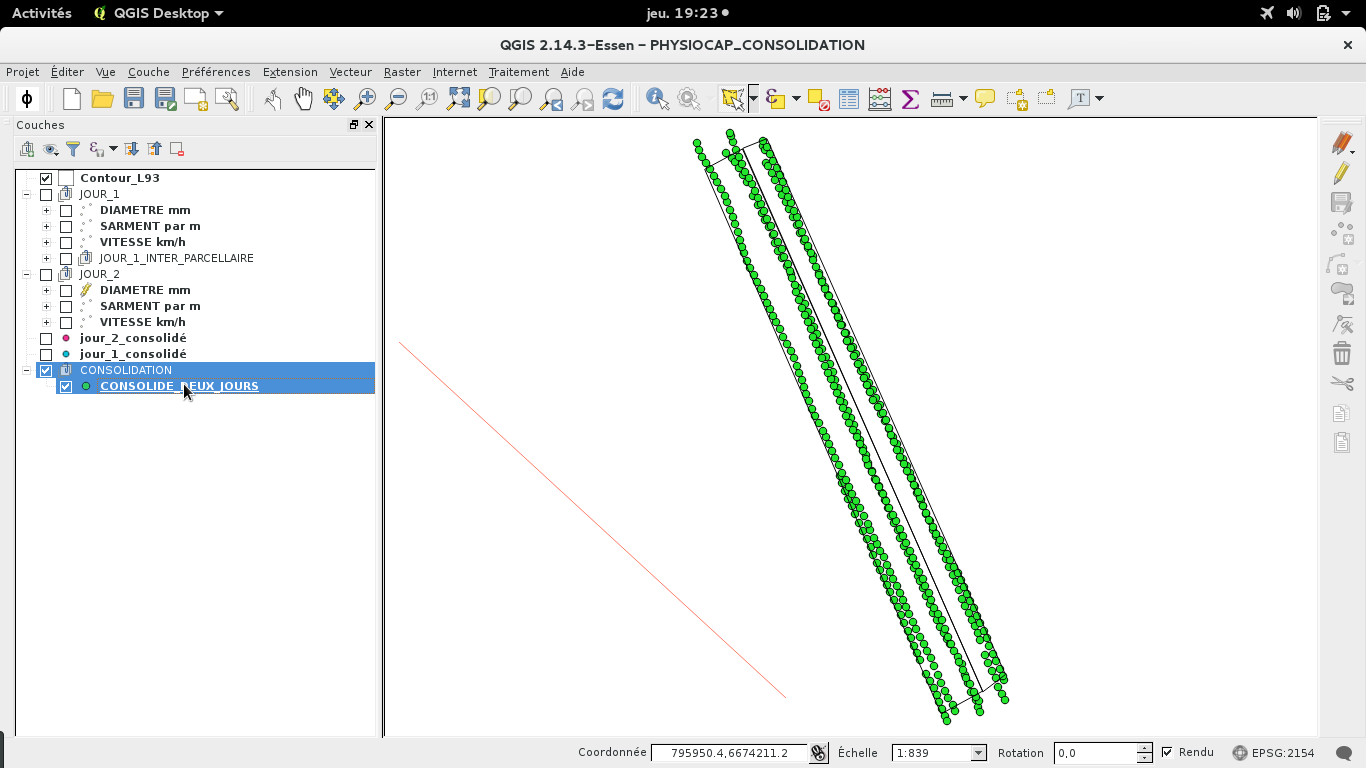 Activités QGIS Desktop jeu. 19:23
QGIS 2.14.3-Essen - PHYSIOCAP_CONSOLIDATION
Projet Éditer Vue Couche Préférences Extension Vecteur Raster Internet Traitement Aide
Couches
Contour_L93
JOUR_1
DIAMETRE mm
SARMENT par m
VITESSE km/h
JOUR_1_INTER_PARCELLAIRE
JOUR_2
DIAMETRE mm
SARMENT par m
VITESSE km/h
jour_2_consolidé
jour_1_consolidé
CONSOLIDATION
CONSOLIDE_DEUX_JOURS
Coordonnée 795950.4,6674211.2 Échelle 1:839 Rotation 0,0 Rendu EPSG:2154